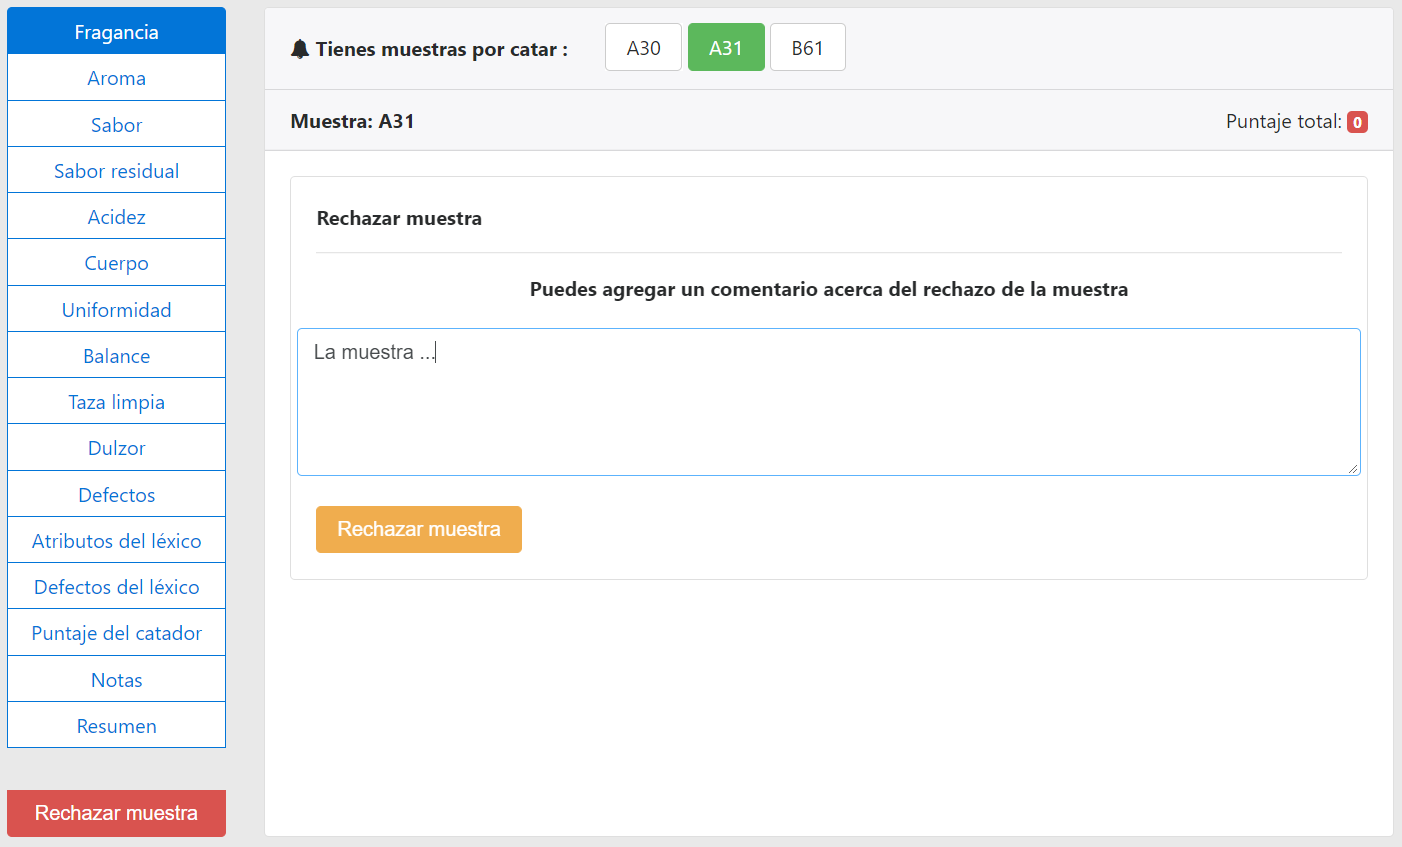 Fragancia
Aroma
Sabor
Sabor residual
Acidez
Cuerpo
Uniformidad
Balance
Taza limpia
Dulzor
Defectos
Atributos del léxico
Defectos del léxico
Puntaje del catador
Notas
Resumen
Rechazar muestra
Tienes muestras por catar :
A30
A31
B61
Muestra: A31
Puntaje total: 0
Rechazar muestra
Puedes agregar un comentario acerca del rechazo de la muestra
La muestra ...
Rechazar muestra